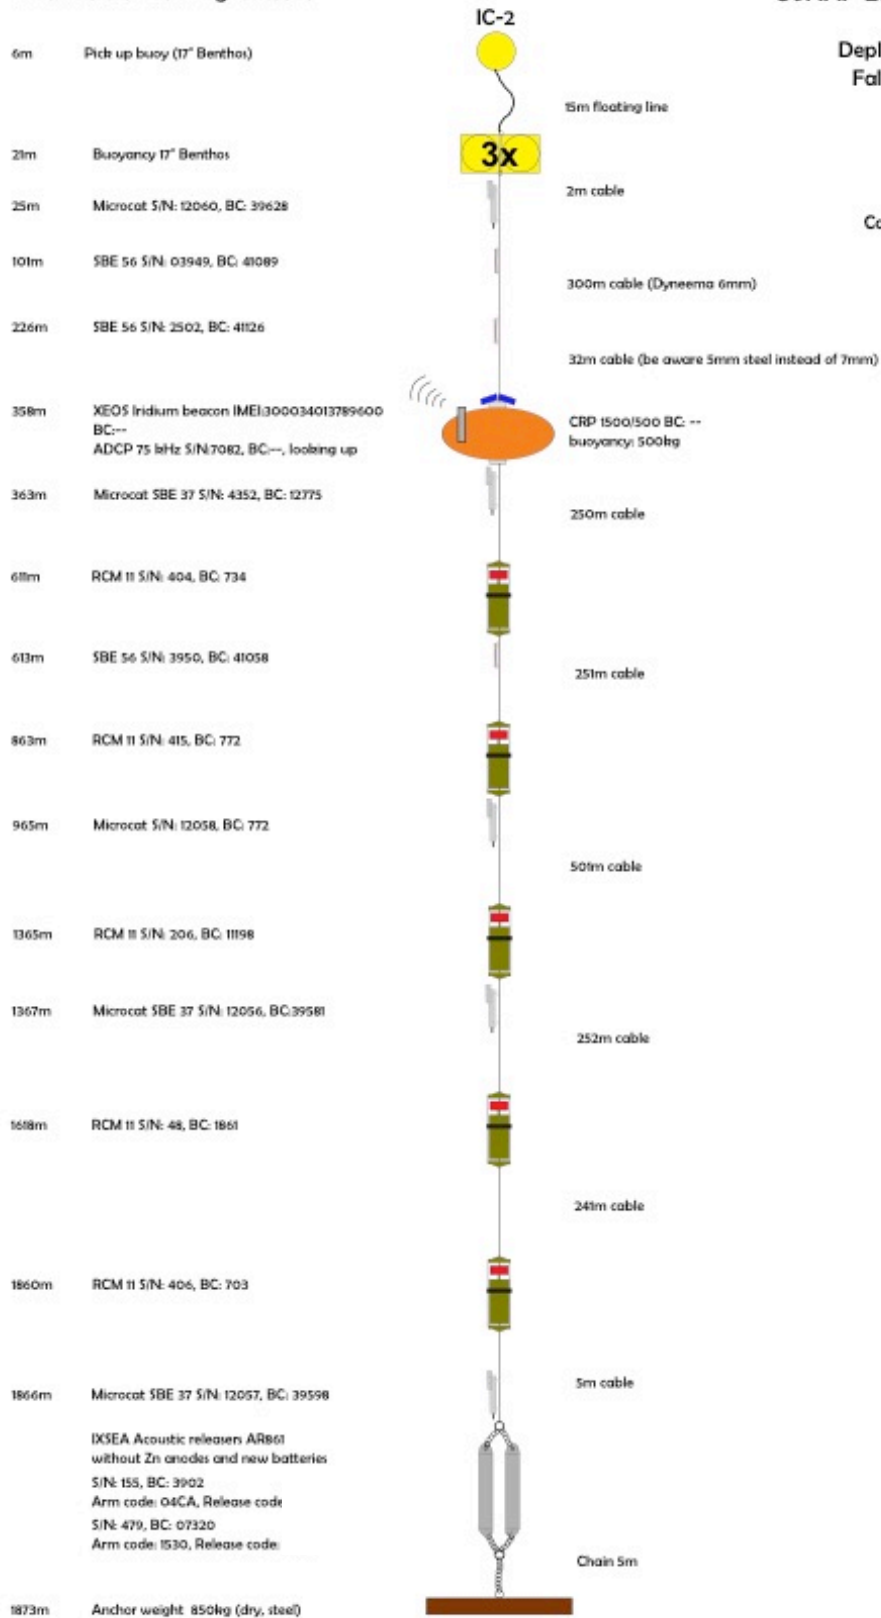 IC-2
6m Pick up buoy (17" Benthos)
Depl
Fal
15m floating line
21m Buoyancy 17" Benthos
3x
2m cable
25m Microcat S/N: 12060, BC: 39628
Co
101m SBE 56 S/N: 03949, BC: 41089
300m cable (Dyneema 6mm)
226m SBE 56 S/N: 2502, BC: 41126
32m cable (be aware 5mm steel instead of 7mm)
358m XEOS Iridium beacon IMEI:300034013789600
BC:--
ADCP 75 kHz S/N:7082, BC:--, looking up
CRP 1500/500 BC: --
buoyancy: 500kg
363m Microcat SBE 37 S/N: 4352, BC: 12775
250m cable
611m RCM 11 S/N: 404, BC: 734
613m SBE 56 S/N: 3950, BC: 41058
251m cable
863m RCM 11 S/N: 415, BC: 772
965m Microcat S/N: 12058, BC: 772
501m cable
1365m RCM 11 S/N: 206, BC: 11198
1367m Microcat SBE 37 S/N: 12056, BC:39581
252m cable
1618m RCM 11 S/N: 48, BC: 1861
241m cable
1860m RCM 11 S/N: 406, BC: 703
5m cable
1866m Microcat SBE 37 S/N: 12057, BC: 39598
IXSEA Acoustic releasers AR861
without Zn anodes and new batteries
S/N: 155, BC: 3902
Arm code: 04CA, Release code
S/N: 479, BC: 07320
Arm code: 1530, Release code:
Chain 5m
1873m Anchor weight 850kg (dry, steel)